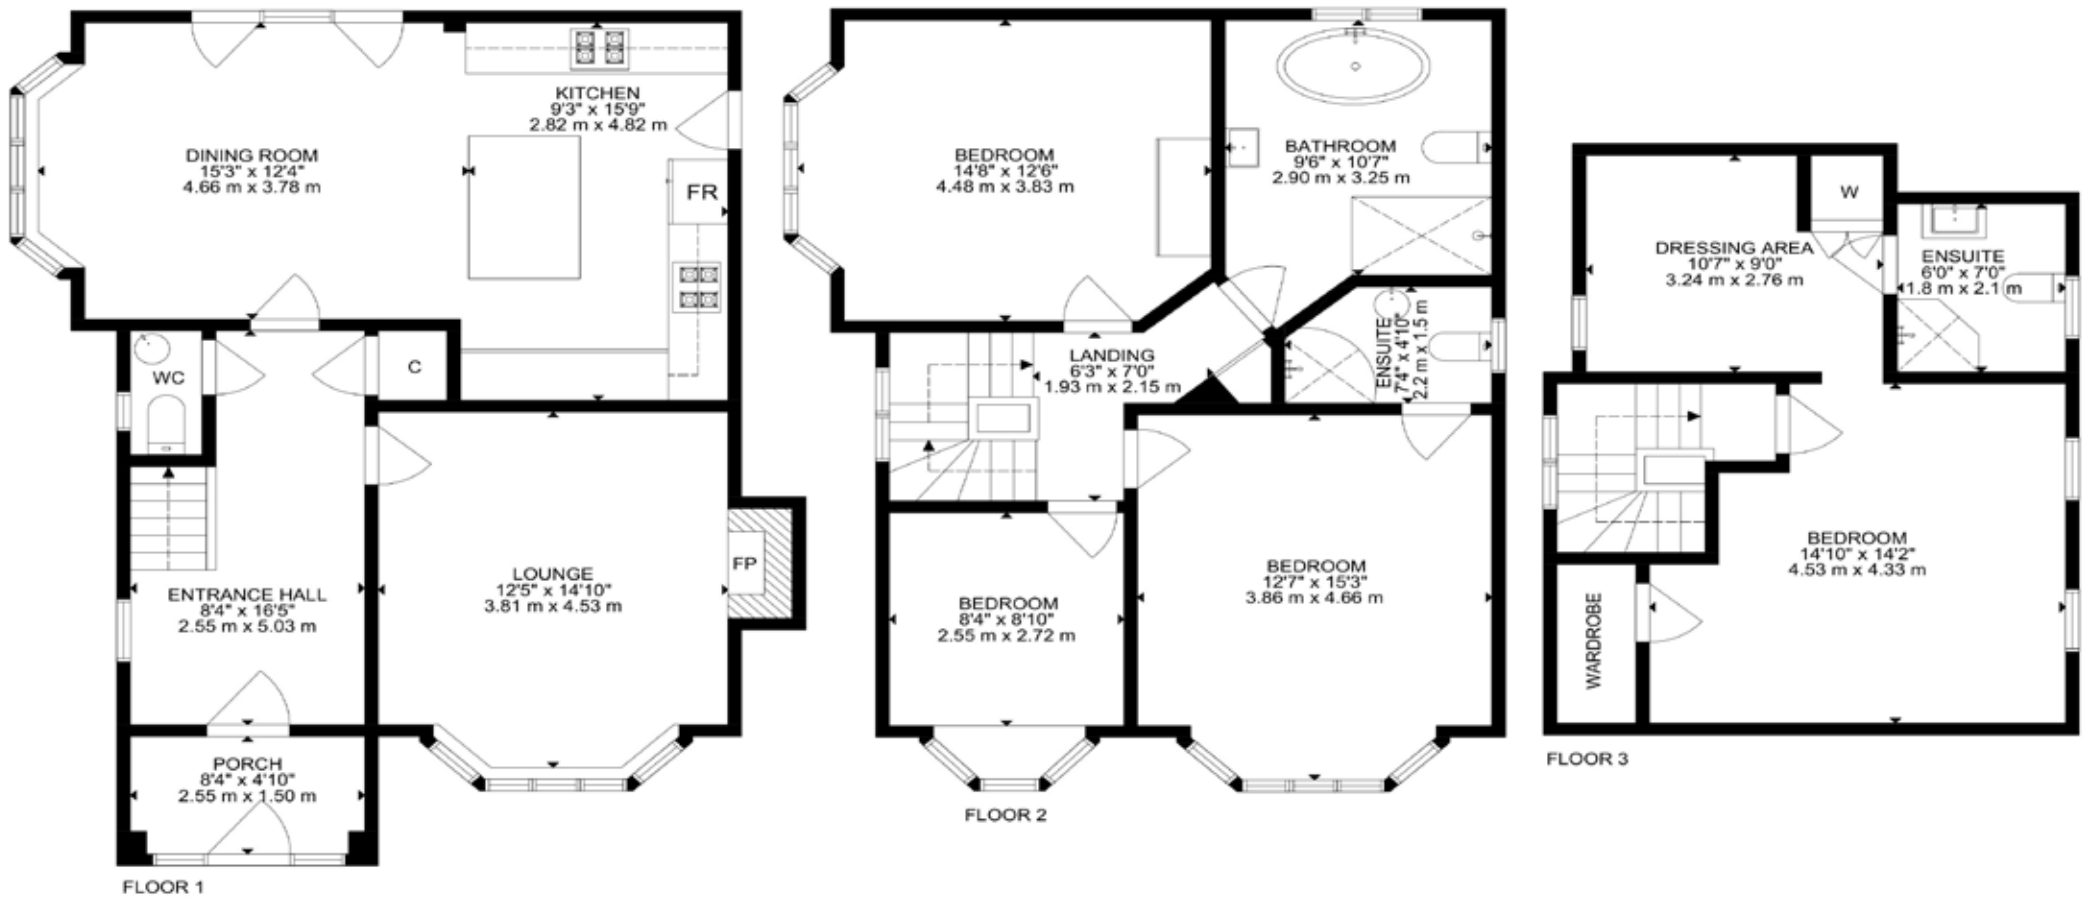 KITCHEN
9'3" x 15'9"
2.82 m x 4.82 m
DINING ROOM
15'3" x 12'4"
4.66 m x 3.78 m
FR
WC
C
LOUNGE
12'5" x 14'10"
3.81 m x 4.53 m
FP
ENTRANCE HALL
8'4" x 16'5"
2.55 m x 5.03 m
PORCH
8'4" x 4'10"
2.55 m x 1.50 m
FLOOR 1
BEDROOM
14'8" x 12'6"
4.48 m x 3.83 m
BATHROOM
9'6" x 10'7"
2.90 m x 3.25 m
LANDING
6'3" x 7'0"
1.93 m x 2.15 m
ENSUITE
7'4" x 4'10"
2.2 m x 1.5 m
BEDROOM
12'7" x 15'3"
3.86 m x 4.66 m
BEDROOM
8'4" x 8'10"
2.55 m x 2.72 m
FLOOR 2
W
DRESSING AREA
10'7" x 9'0"
3.24 m x 2.76 m
ENSUITE
6'0" x 7'0"
1.8 m x 2.1 m
BEDROOM
14'10" x 14'2"
4.53 m x 4.33 m
WARDROBE
FLOOR 3